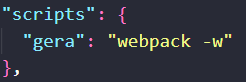 "scripts": {
"gera": "webpack -w"
},